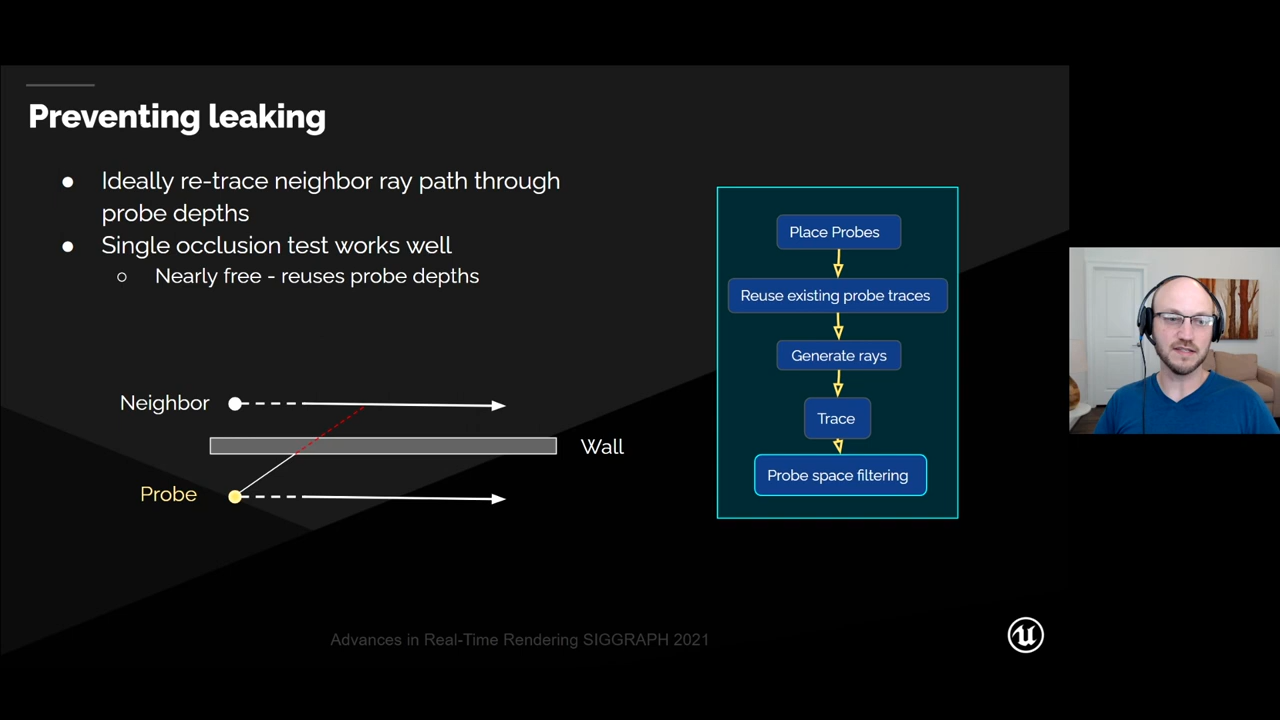 Preventing leaking
● Ideally re-trace neighbor ray path through
probe depths
● Single occlusion test works well
○ Nearly free - reuses probe depths
Neighbor
Wall
Probe
Place Probes
Reuse existing probe traces
Generate rays
Trace
Probe space filtering
Advances in Real-Time Rendering SIGGRAPH 2021